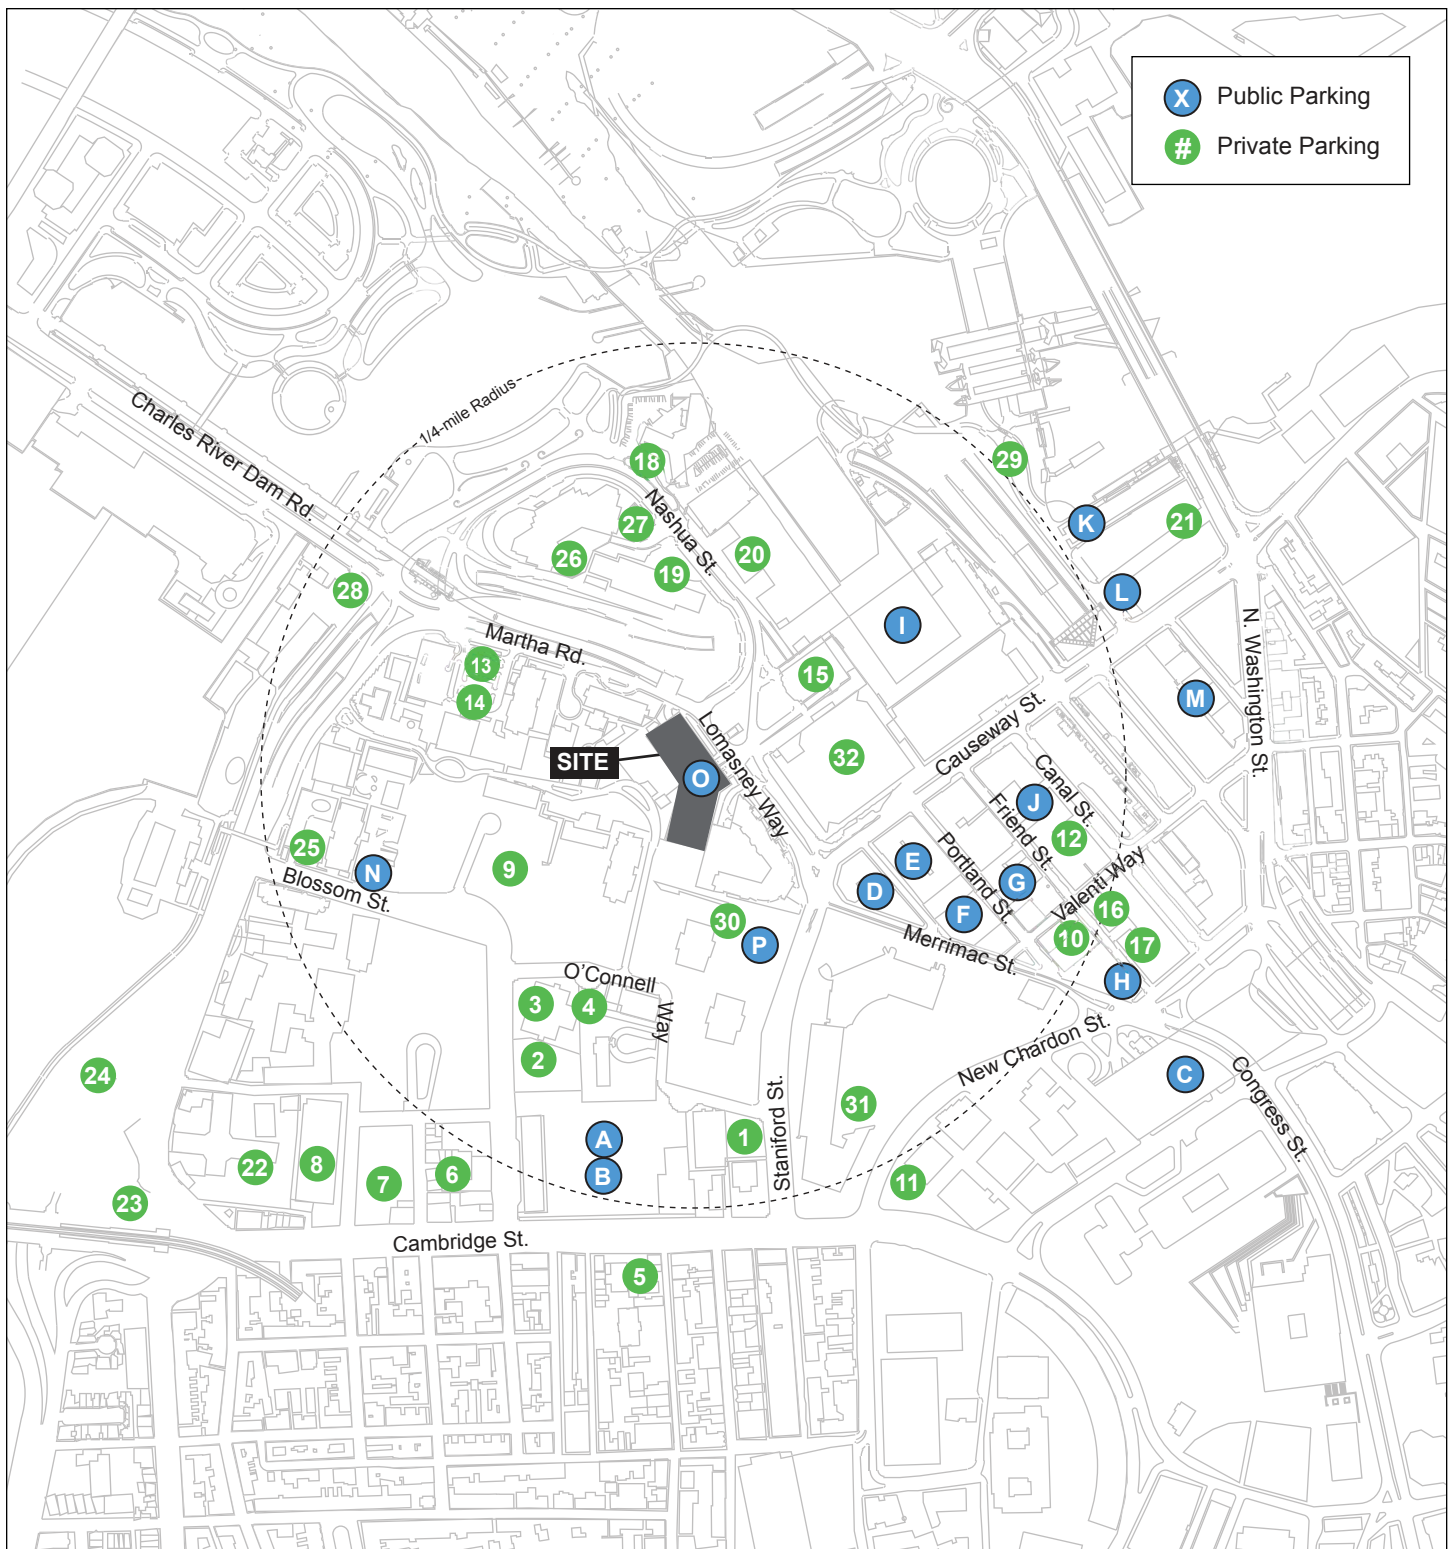 X Public Parking
# Private Parking
1/4-mile Radius
Charles River Dam Rd.
18
29
Nashua St.
27
K
21
20
26
19
28
L
I
N. Washington St.
Martha Rd.
13
15
14
M
Lomasney Way
Causeway St.
SITE
32
O
Canal St.
J
Friend St.
12
25
N
9
E
Portland St.
G
Valenti Way
Blossom St.
D
F
16
30
P
Merrimac St.
10
17
H
O'Connell
Way
3
4
2
New Chardon St.
24
C
Congress St.
31
A
1
Staniford St.
B
22
8
7
6
11
23
Cambridge St.
5